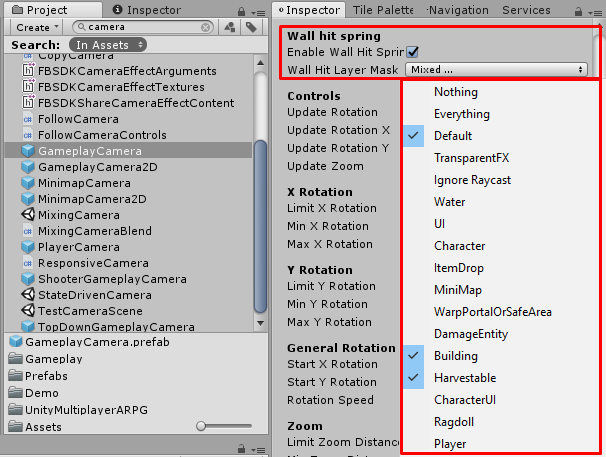 Project
Inspector
Create
camera
Search:
In Assets
CopyCamera
FBSDKCameraEffectArguments
FBSDKCameraEffectTextures
FBSDKShareCameraEffectContent
FollowCamera
FollowCameraControls
GameplayCamera
GameplayCamera2D
MinimapCamera
MinimapCamera2D
MixingCamera
MixingCameraBlend
PlayerCamera
ResponsiveCamera
ShooterGameplayCamera
StateDrivenCamera
TestCameraScene
TopDownGameplayCamera
GameplayCamera.prefab
Gameplay
Prefabs
Demo
UnityMultiplayerARPG
Assets
Inspector
Tile Palette
Navigation
Services
Wall hit spring
Enable Wall Hit Sprin
Wall Hit Layer Mask
Mixed ...
Controls
Update Rotation
Update Rotation X
Update Rotation Y
Update Zoom
X Rotation
Limit X Rotation
Min X Rotation
Max X Rotation
Y Rotation
Limit Y Rotation
Min Y Rotation
Max Y Rotation
General Rotation
Start X Rotation
Start Y Rotation
Rotation Speed
Zoom
Limit Zoom Distance
Nothing
Everything
Default
TransparentFX
Ignore Raycast
Water
UI
Character
ItemDrop
MiniMap
WarpPortalOrSafeArea
DamageEntity
Building
Harvestable
CharacterUI
Ragdoll
Player